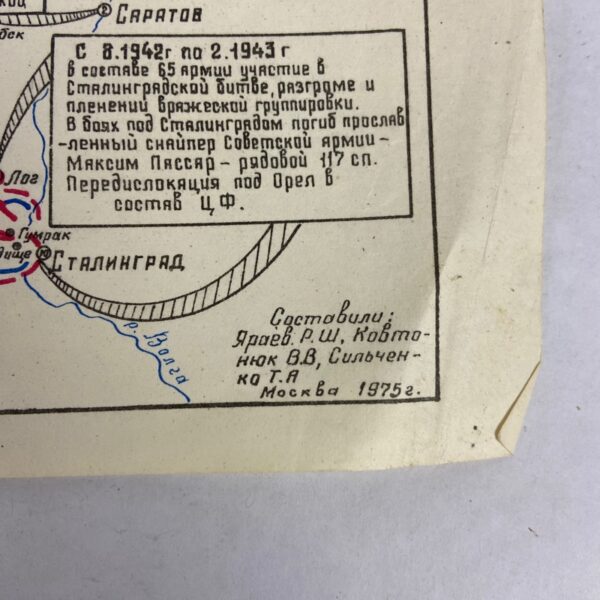 САРАТОВ
С 8.1942г по 2.1943 г
в составе 65 армии участие в
Сталинградской битве, разгроме и
пленении вражеской группировки.
В боях под Сталинградом погиб прослав
-ленный снайпер Советской армии -
Максим Пассар - рядовой 117 сп.
Передислокация под Орел в
состав Ц.Ф.
Лог
Гумрак
СТАЛИНГРАД
р. Волга
Составили:
Яраев. Р.Ш, Ковто-
нюк В.В, Сильчен-
ко Т.А
Москва 1975г.